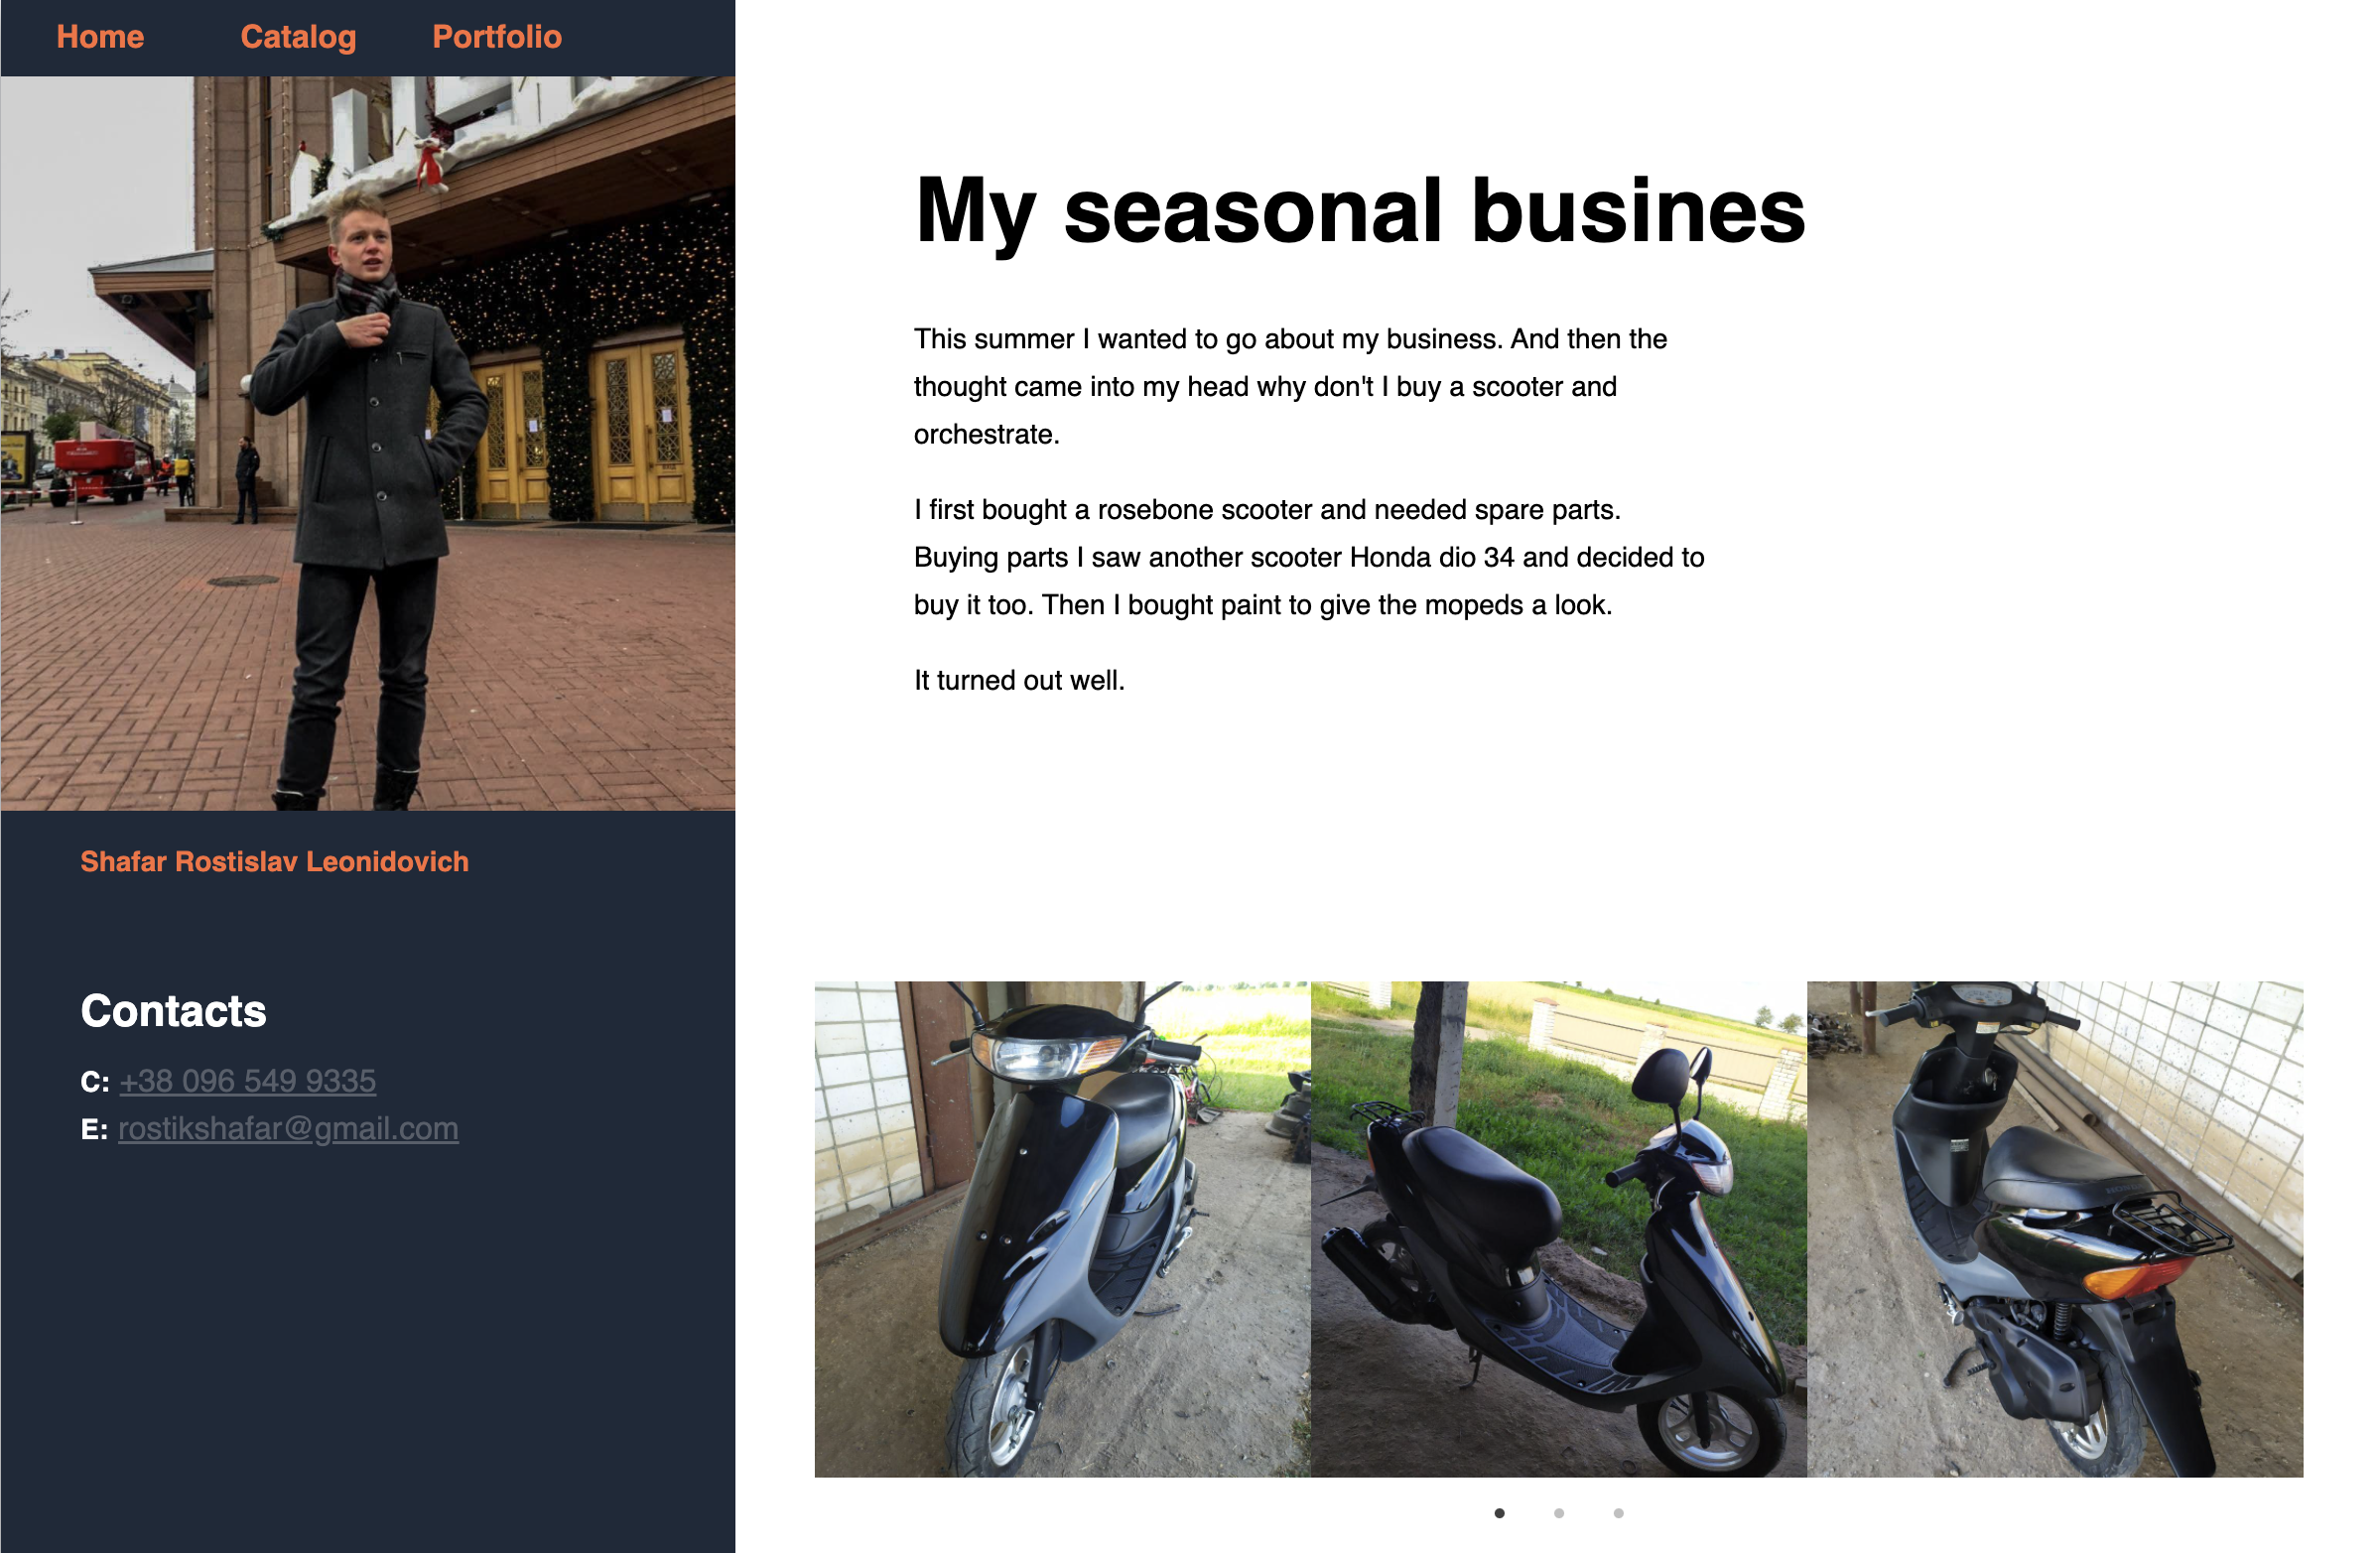 Home Catalog Portfolio
Shafar Rostislav Leonidovich
Contacts
C: +38 096 549 9335
E: rostikshafar@gmail.com
My seasonal busines
This summer I wanted to go about my business. And then the
thought came into my head why don't I buy a scooter and
orchestrate.
I first bought a rosebone scooter and needed spare parts.
Buying parts I saw another scooter Honda dio 34 and decided to
buy it too. Then I bought paint to give the mopeds a look.
It turned out well.